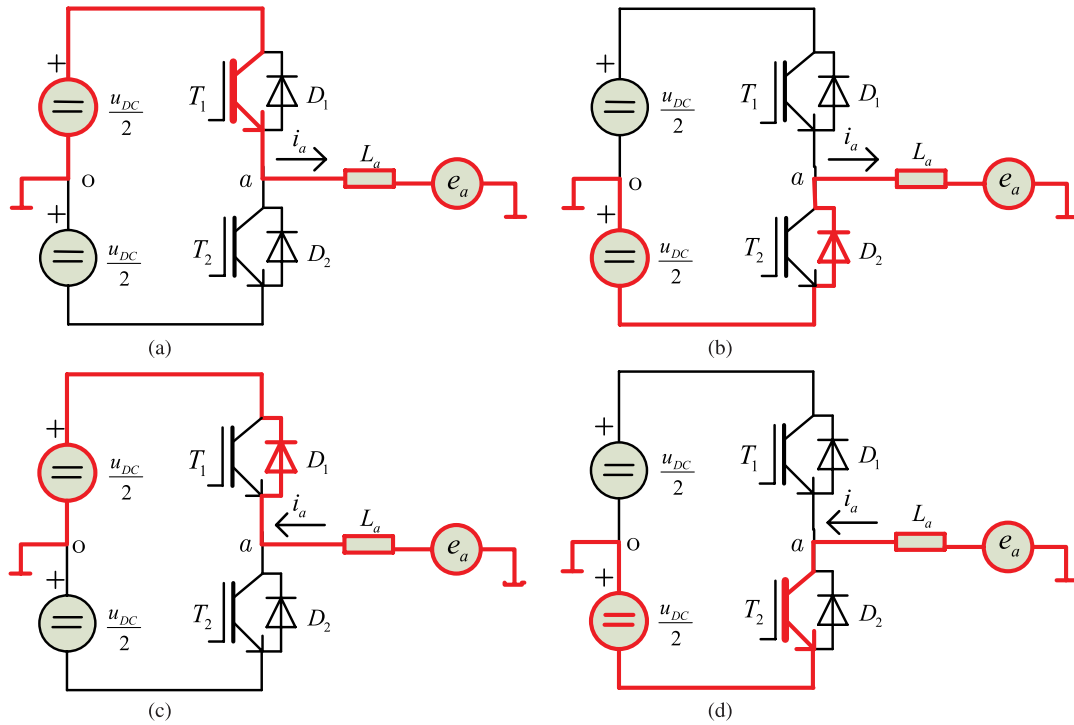 + u_DC/2 T_1 D_1
i_a L_a
o a e_a
+ u_DC/2 T_2 D_2
(a)
+ u_DC/2 T_1 D_1
i_a L_a
o a e_a
+ u_DC/2 T_2 D_2
(b)
+ u_DC/2 T_1 D_1
i_a L_a
o a e_a
+ u_DC/2 T_2 D_2
(c)
+ u_DC/2 T_1 D_1
i_a L_a
o a e_a
+ u_DC/2 T_2 D_2
(d)